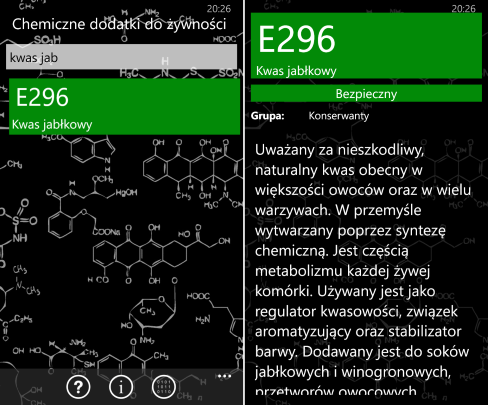 20:26
Chemiczne dodatki do żywności
kwas jab
E296
Kwas jabłkowy
20:26
E296
Kwas jabłkowy
Bezpieczny
Grupa: Konserwanty
Uważany za nieszkodliwy,
naturalny kwas obecny w
większości owoców oraz w wielu
warzywach. W przemyśle
wytwarzany poprzez syntezę
chemiczną. Jest częścią
metabolizmu każdej żywej
komórki. Używany jest jako
regulator kwasowości, związek
aromatyzujący oraz stabilizator
barwy. Dodawany jest do soków
jabłkowych i winogronowych,
przetworów owocowych